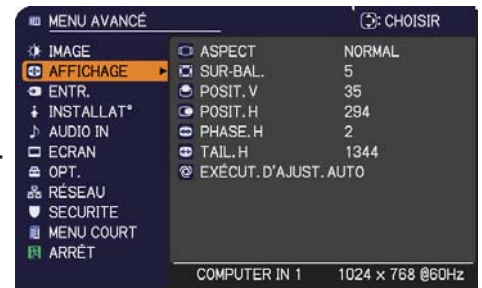 MENU AVANCÉ : CHOISIR
IMAGE
AFFICHAGE
ENTR.
INSTALLAT°
AUDIO IN
ECRAN
OPT.
RÉSEAU
SECURITE
MENU COURT
ARRÊT
ASPECT NORMAL
SUR-BAL. 5
POSIT.V 35
POSIT.H 294
PHASE.H 2
TAIL.H 1344
EXÉCUT.D'AJUST.AUTO
COMPUTER IN 1 1024 x 768 @60Hz